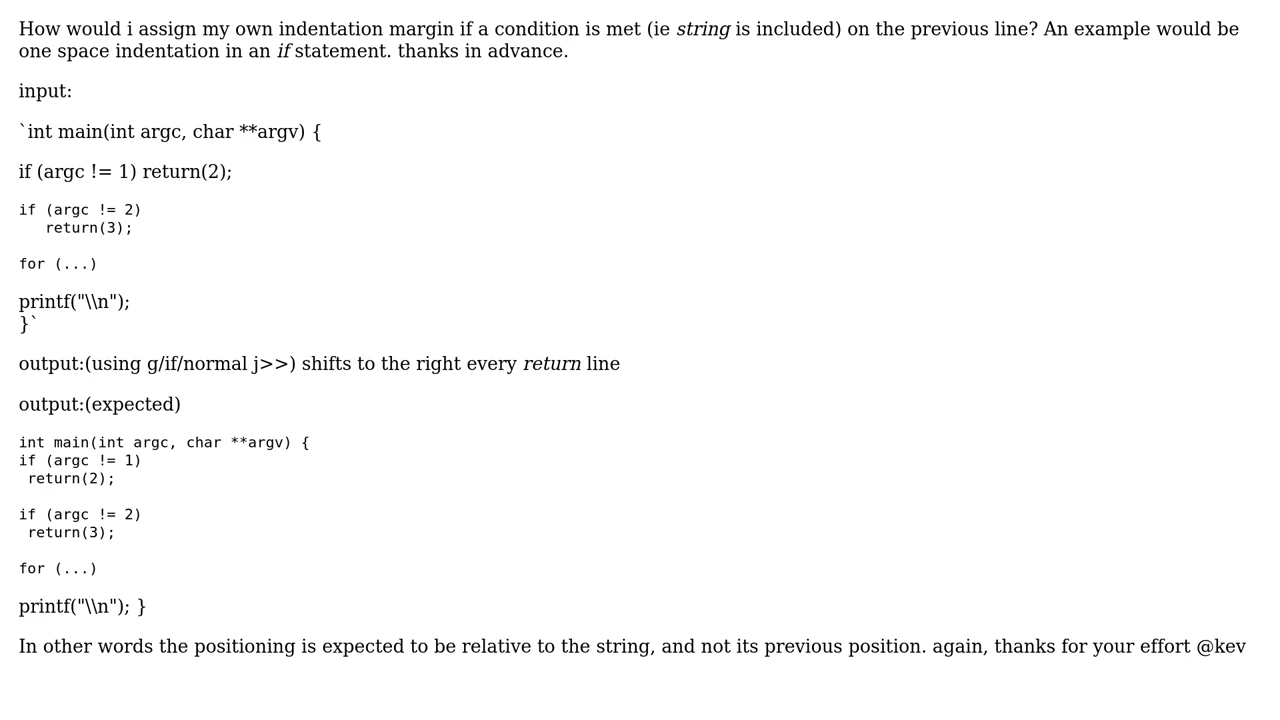 How would i assign my own indentation margin if a condition is met (ie string is included) on the previous line? An example would be
one space indentation in an if statement. thanks in advance.
input:
`int main(int argc, char **argv) {
if (argc != 1) return(2);
if (argc != 2)
   return(3);
for (...)
printf("\\n");
}`
output:(using g/if/normal j>>) shifts to the right every return line
output:(expected)
int main(int argc, char **argv) {
if (argc != 1)
 return(2);
if (argc != 2)
 return(3);
for (...)
printf("\\n"); }
In other words the positioning is expected to be relative to the string, and not its previous position. again, thanks for your effort @kev